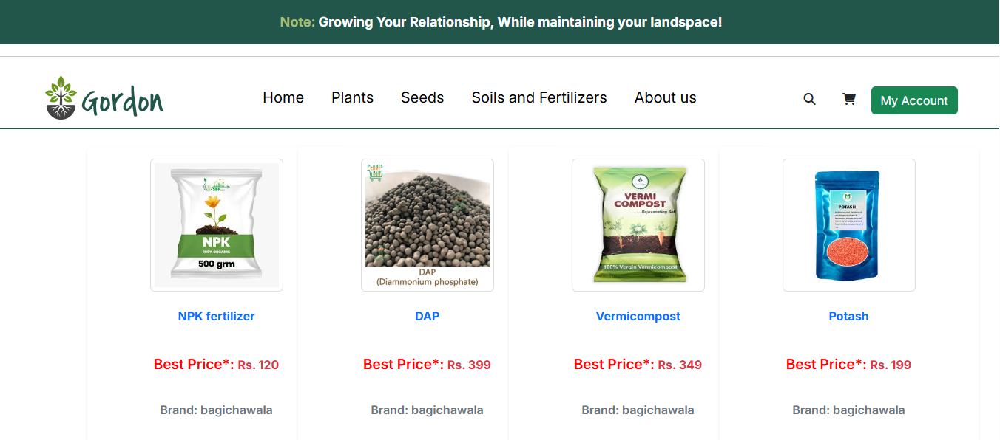 Note: Growing Your Relationship, While maintaining your landspace!
Gordon
Home Plants Seeds Soils and Fertilizers About us My Account
NPK
100% ORGANIC
500 grm
PLANTS
CARE
DAP
(Diammonium phosphate)
VERMI
COMPOST
......Rejuvenating Soil
100% Vergin Vermicompost
POTASH
NPK fertilizer DAP Vermicompost Potash
Best Price*: Rs. 120 Best Price*: Rs. 399 Best Price*: Rs. 349 Best Price*: Rs. 199
Brand: bagichawala Brand: bagichawala Brand: bagichawala Brand: bagichawala